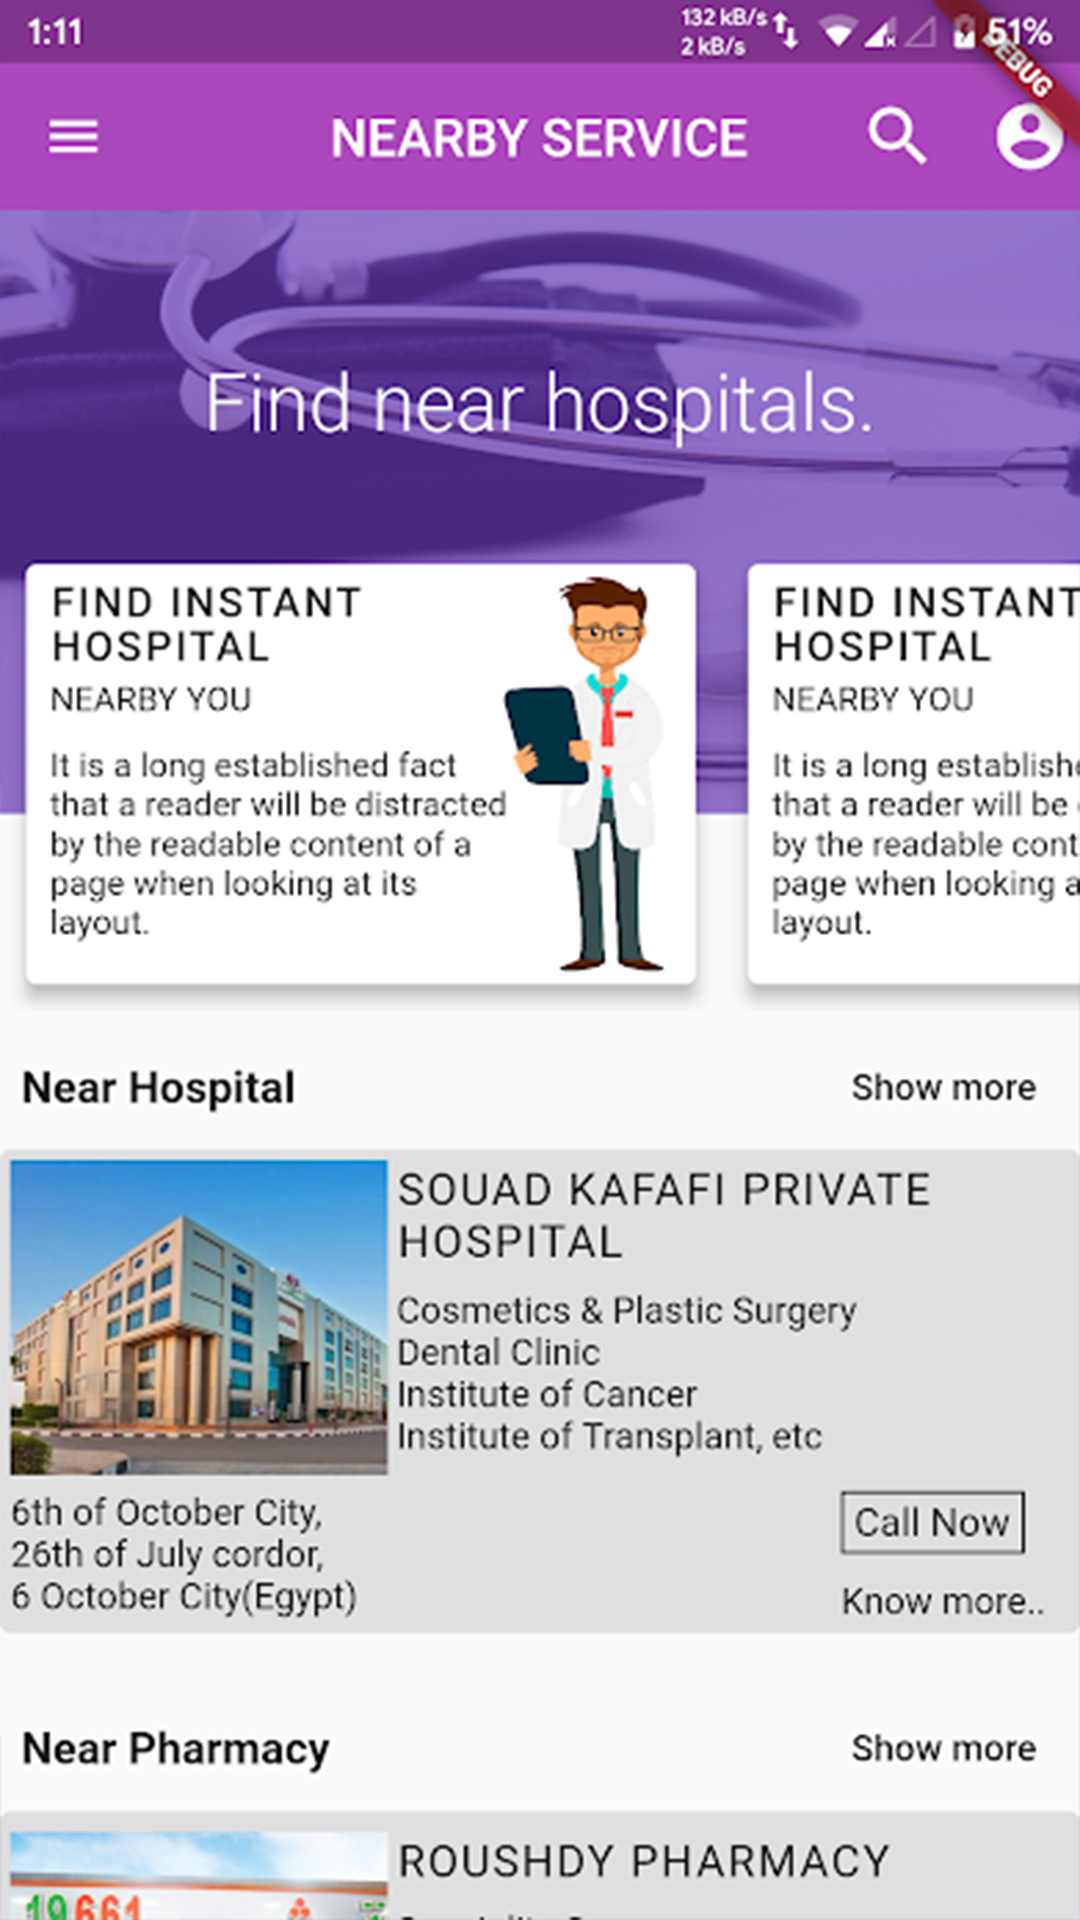 1:11
132 kB/s
2 kB/s
51%
DEBUG
NEARBY SERVICE
Find near hospitals.
FIND INSTANT
HOSPITAL
NEARBY YOU
It is a long established fact
that a reader will be distracted
by the readable content of a
page when looking at its
layout.
FIND INSTANT
HOSPITAL
NEARBY YOU
It is a long establishe
that a reader will be
by the readable cont
page when looking a
layout.
Near Hospital
Show more
SOUAD KAFAFI PRIVATE
HOSPITAL
Cosmetics & Plastic Surgery
Dental Clinic
Institute of Cancer
Institute of Transplant, etc
6th of October City,
26th of July cordor,
6 October City(Egypt)
Call Now
Know more..
Near Pharmacy
Show more
ROUSHDY PHARMACY
19661